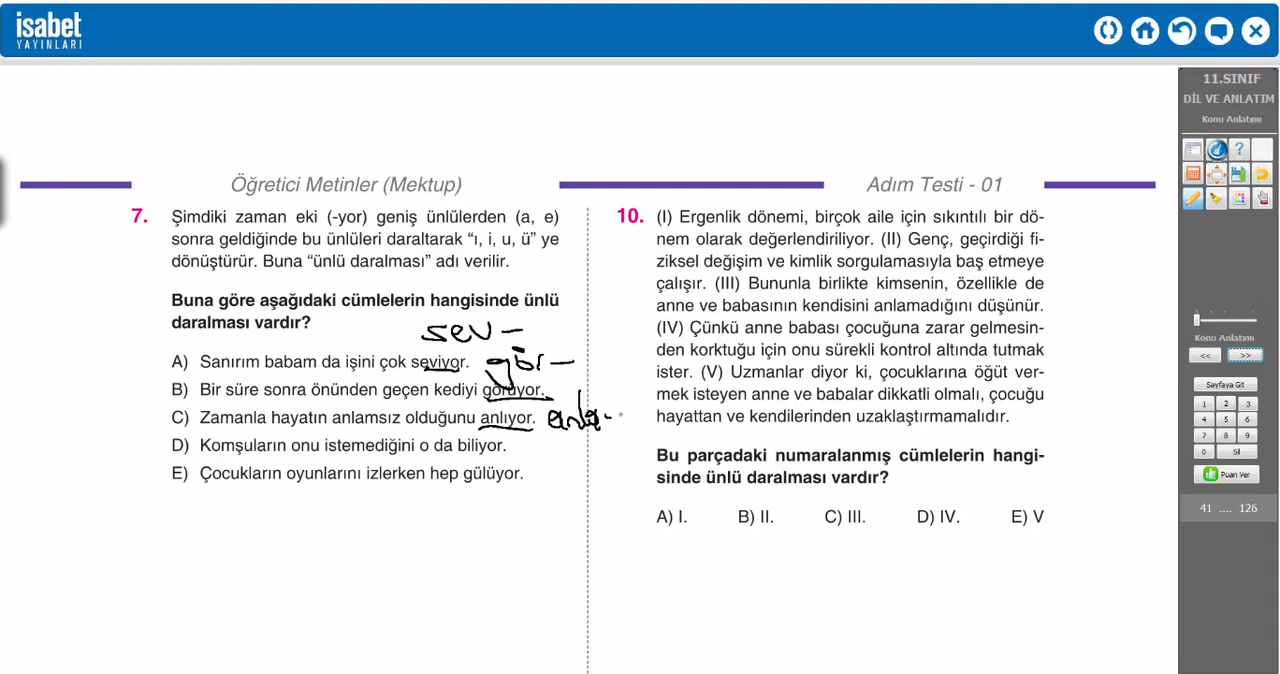 isabet
YAYINLARI
11.SINIF
DİL VE ANLATIM
Konu Anlatımı
Öğretici Metinler (Mektup)
Adım Testi - 01
7. Şimdiki zaman eki (-yor) geniş ünlülerden (a, e)
sonra geldiğinde bu ünlüleri daraltarak “ı, i, u, ü” ye
dönüştürür. Buna “ünlü daralması” adı verilir.
Buna göre aşağıdaki cümlelerin hangisinde ünlü
daralması vardır?
sev -
A) Sanırım babam da işini çok seviyor.
gör -
B) Bir süre sonra önünden geçen kediyi görüyor.
C) Zamanla hayatın anlamsız olduğunu anlıyor.
anla -
D) Komşuların onu istemediğini o da biliyor.
E) Çocukların oyunlarını izlerken hep gülüyor.
10. (I) Ergenlik dönemi, birçok aile için sıkıntılı bir dö-
nem olarak değerlendiriliyor. (II) Genç, geçirdiği fi-
ziksel değişim ve kimlik sorgulamasıyla baş etmeye
çalışır. (III) Bununla birlikte kimsenin, özellikle de
anne ve babasının kendisini anlamadığını düşünür.
(IV) Çünkü anne babası çocuğuna zarar gelmesin-
den korktuğu için onu sürekli kontrol altında tutmak
ister. (V) Uzmanlar diyor ki, çocuklarına öğüt ver-
mek isteyen anne ve babalar dikkatli olmalı, çocuğu
hayattan ve kendilerinden uzaklaştırmamalıdır.
Bu parçadaki numaralanmış cümlelerin hangi-
sinde ünlü daralması vardır?
A) I. B) II. C) III. D) IV. E) V
Konu Anlatımı
<< >>
Sayfaya Git
1 2 3
4 5 6
7 8 9
0 Sil
Puan Ver
41 .... 126